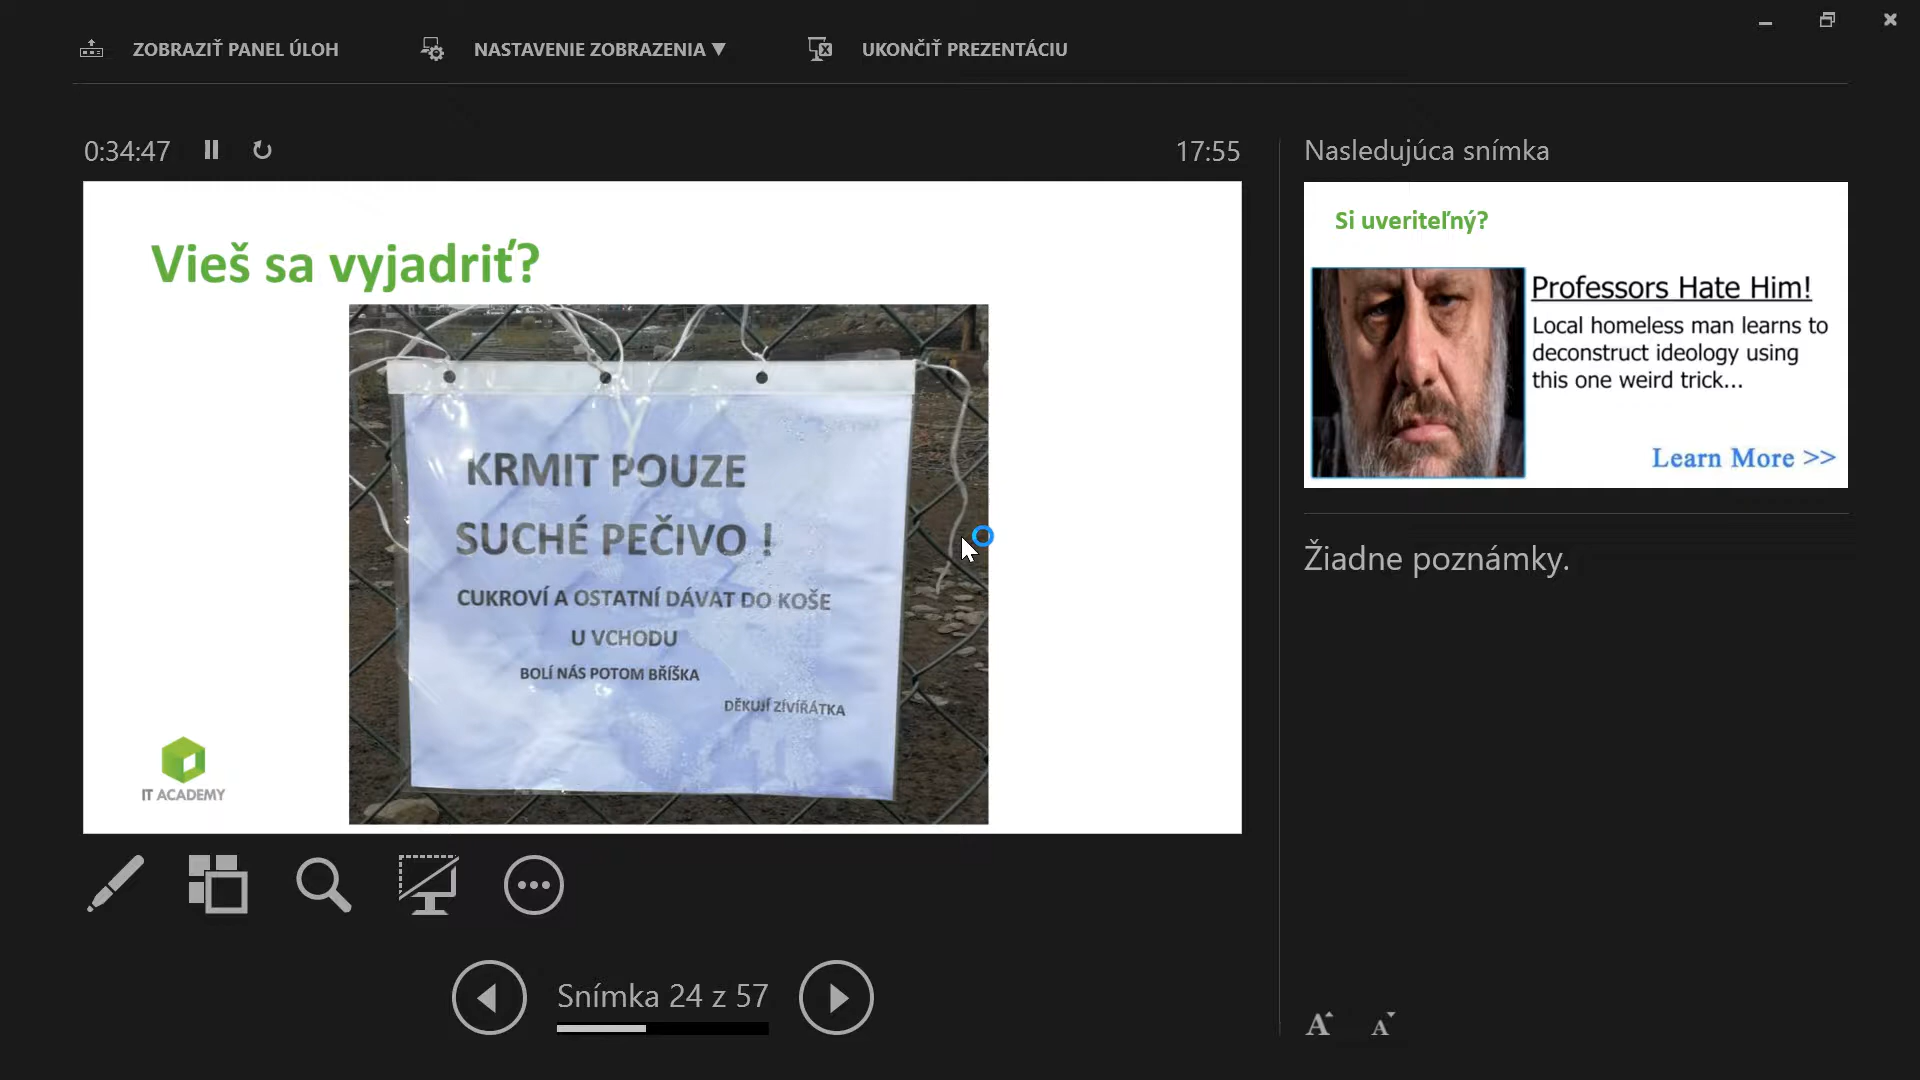 ZOBRAZIŤ PANEL ÚLOH
NASTAVENIE ZOBRAZENIA ▼
UKONČIŤ PREZENTÁCIU
0:34:47
17:55
Vieš sa vyjadriť?
KRMIT POUZE
SUCHÉ PEČIVO !
CUKROVÍ A OSTATNÍ DÁVAT DO KOŠE
U VCHODU
BOLÍ NÁS POTOM BŘÍŠKA
DĚKUJÍ ZÍVÍŘÁTKA
IT ACADEMY
Snímka 24 z 57
Nasledujúca snímka
Si uveriteľný?
Professors Hate Him!
Local homeless man learns to
deconstruct ideology using
this one weird trick...
Learn More >>
Žiadne poznámky.
A A